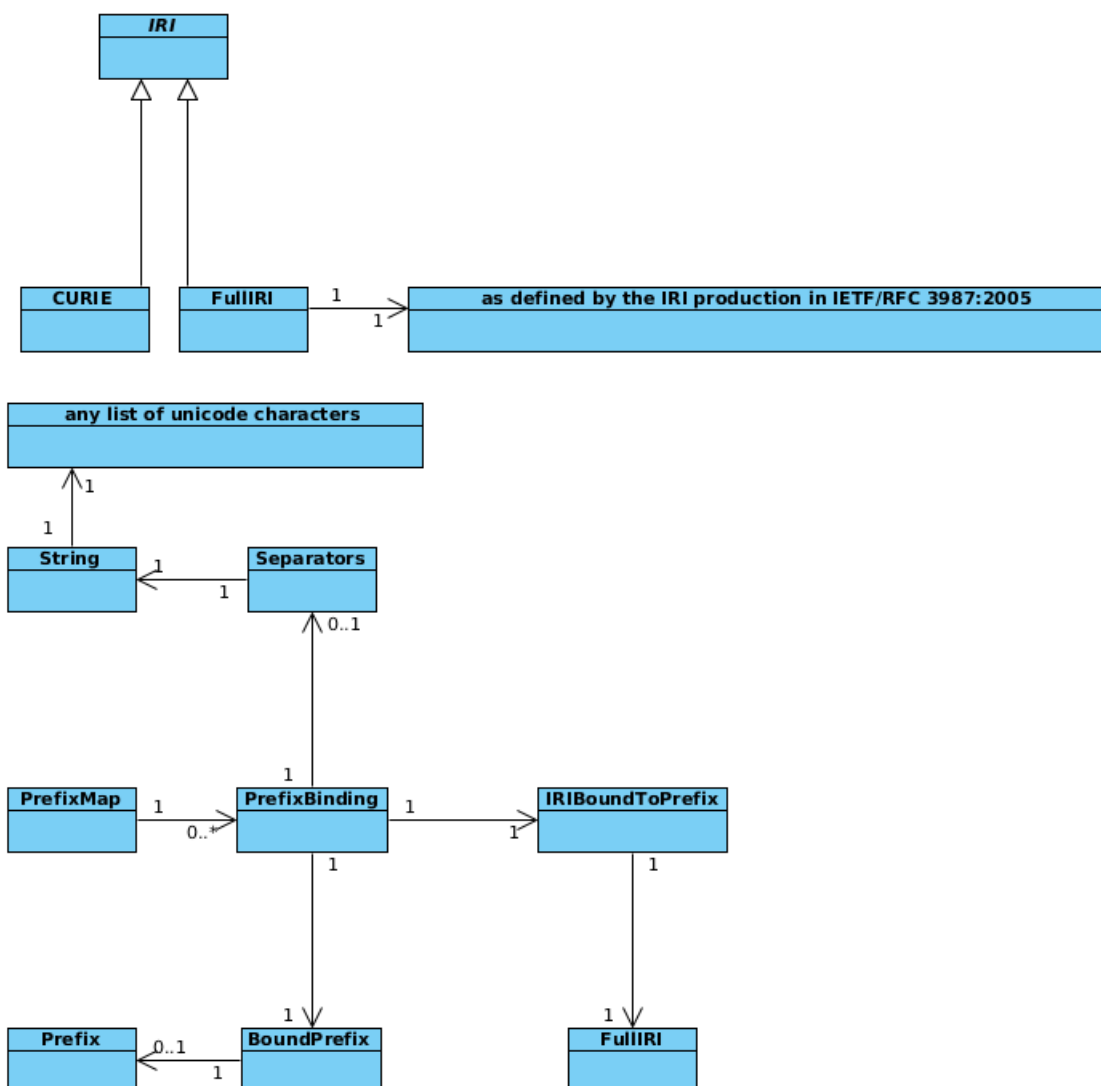 IRI
CURIE
FullIRI
1
1
as defined by the IRI production in IETF/RFC 3987:2005
any list of unicode characters
1
1
String
1
1
Separators
0..1
1
PrefixMap
1
0..*
PrefixBinding
1
1
IRIBoundToPrefix
1
1
1
1
Prefix
0..1
1
BoundPrefix
FullIRI